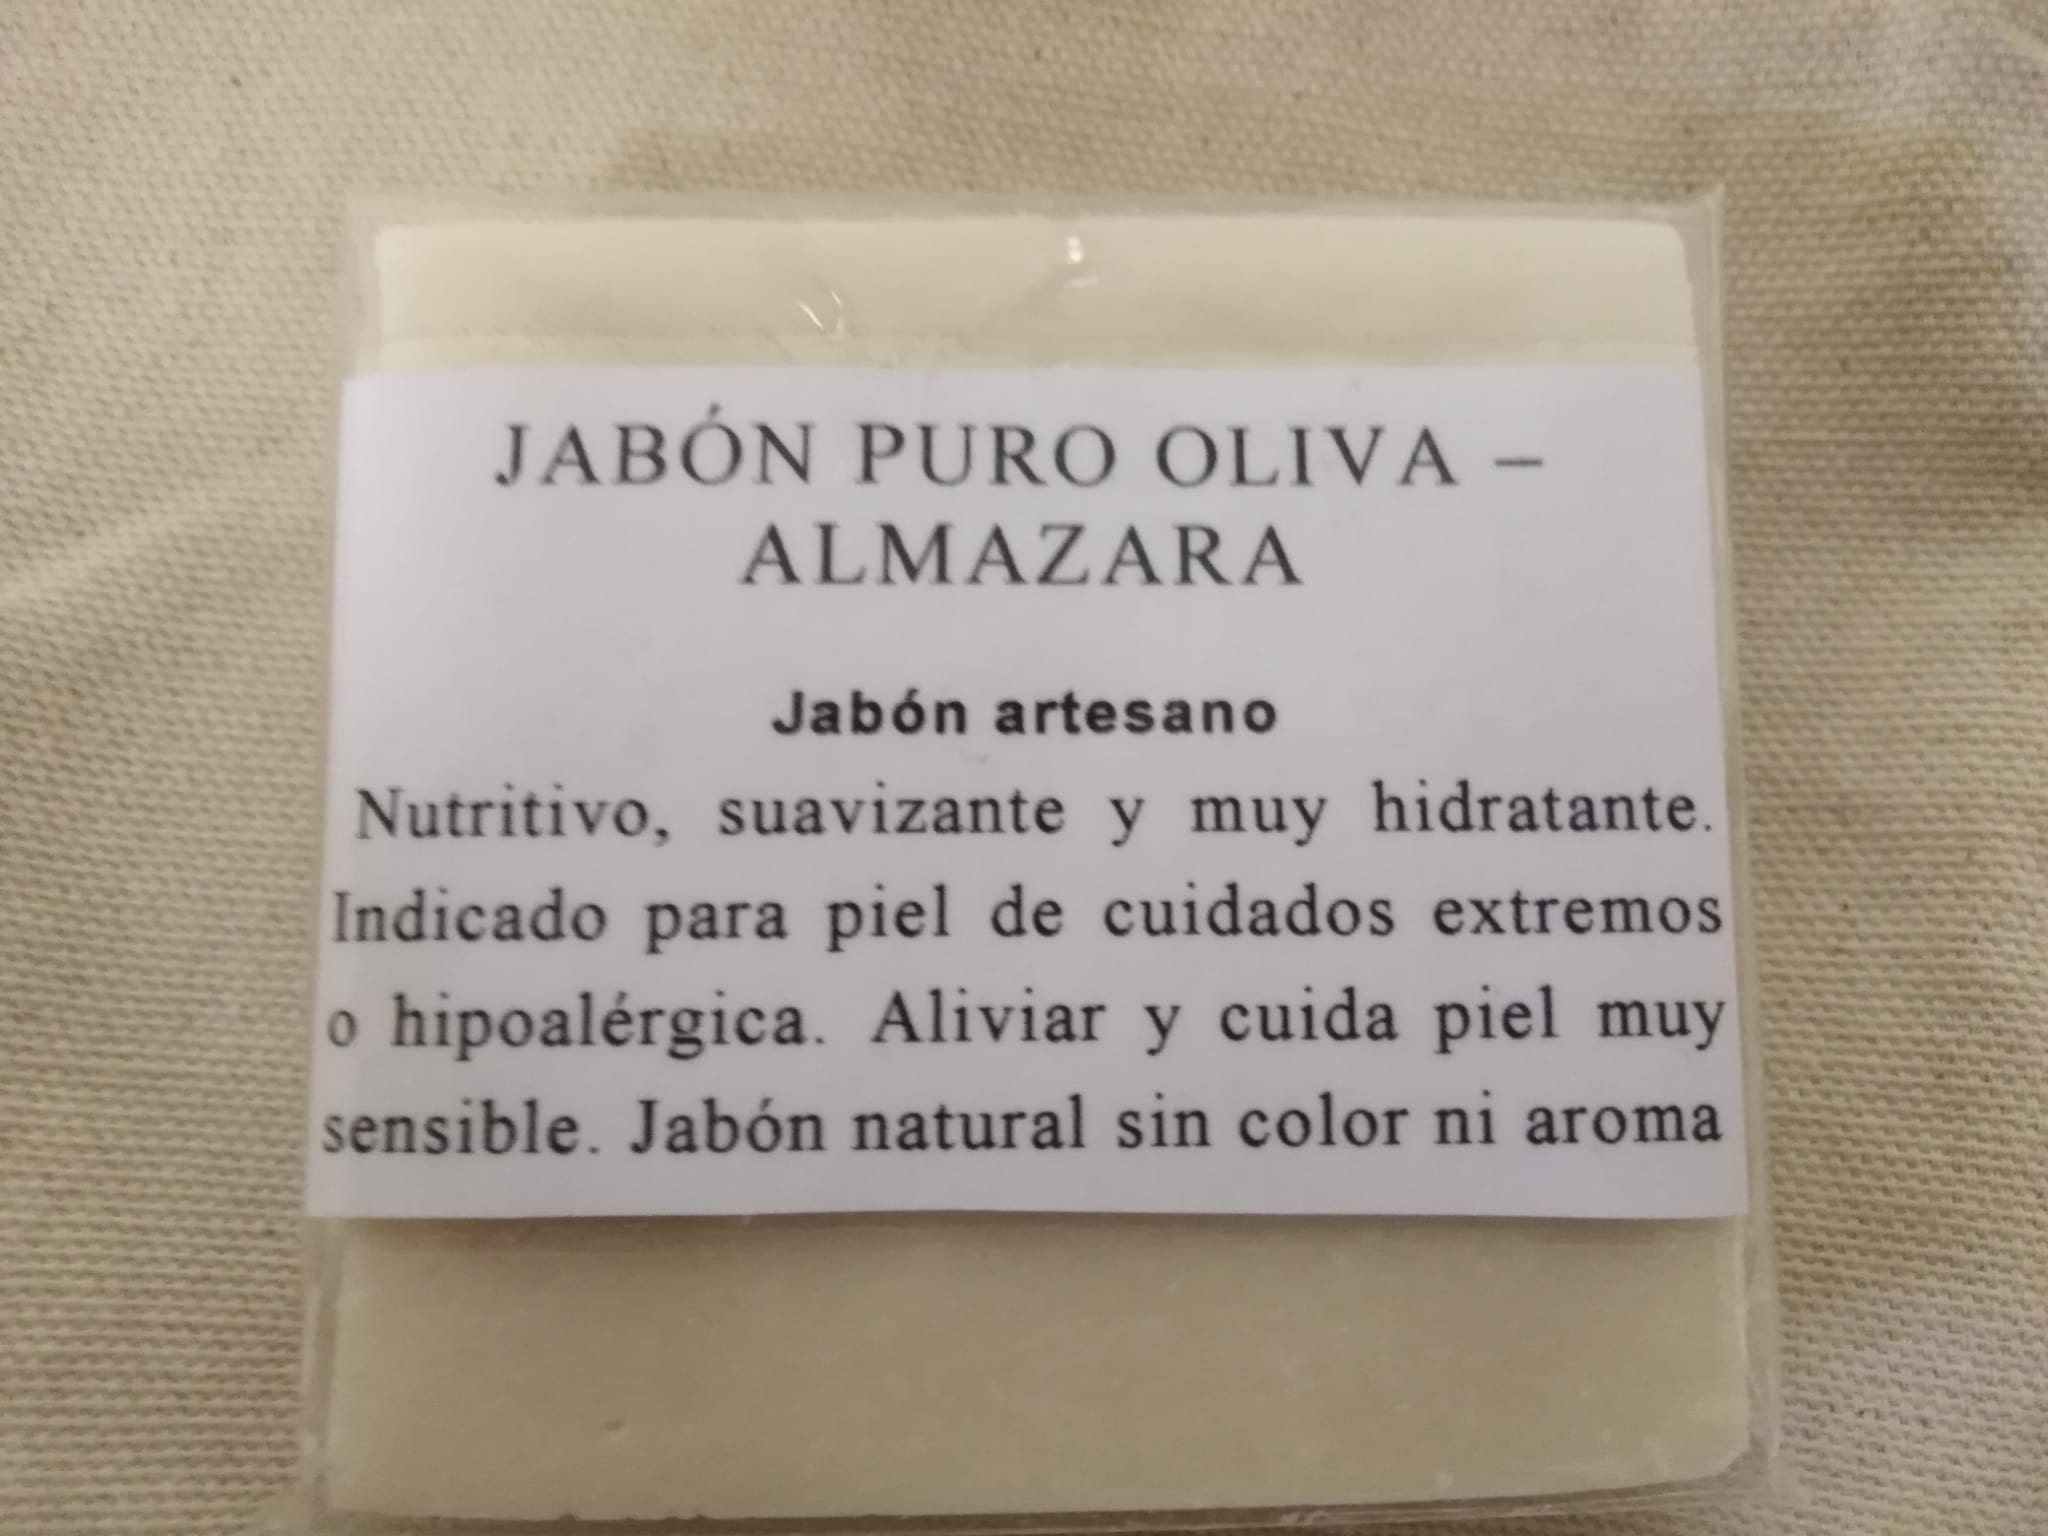 JABÓN PURO OLIVA –
ALMAZARA
Jabón artesano
Nutritivo, suavizante y muy hidratante.
Indicado para piel de cuidados extremos
o hipoalérgica. Aliviar y cuida piel muy
sensible. Jabón natural sin color ni aroma